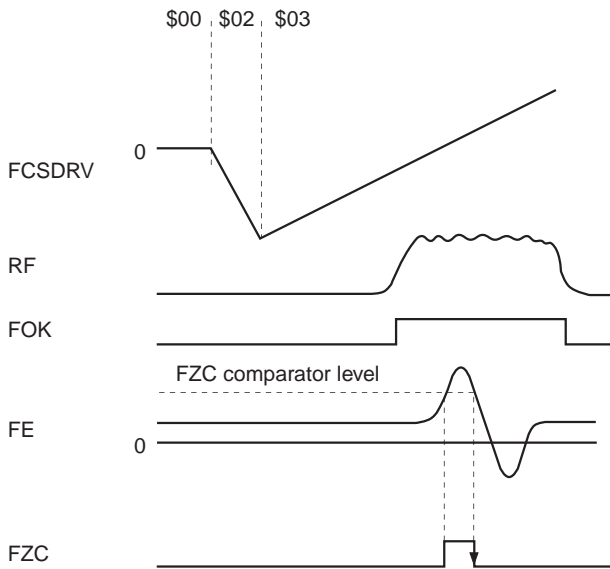 $00 $02 $03
0
FCSDRV
RF
FOK
FZC comparator level
FE
0
FZC